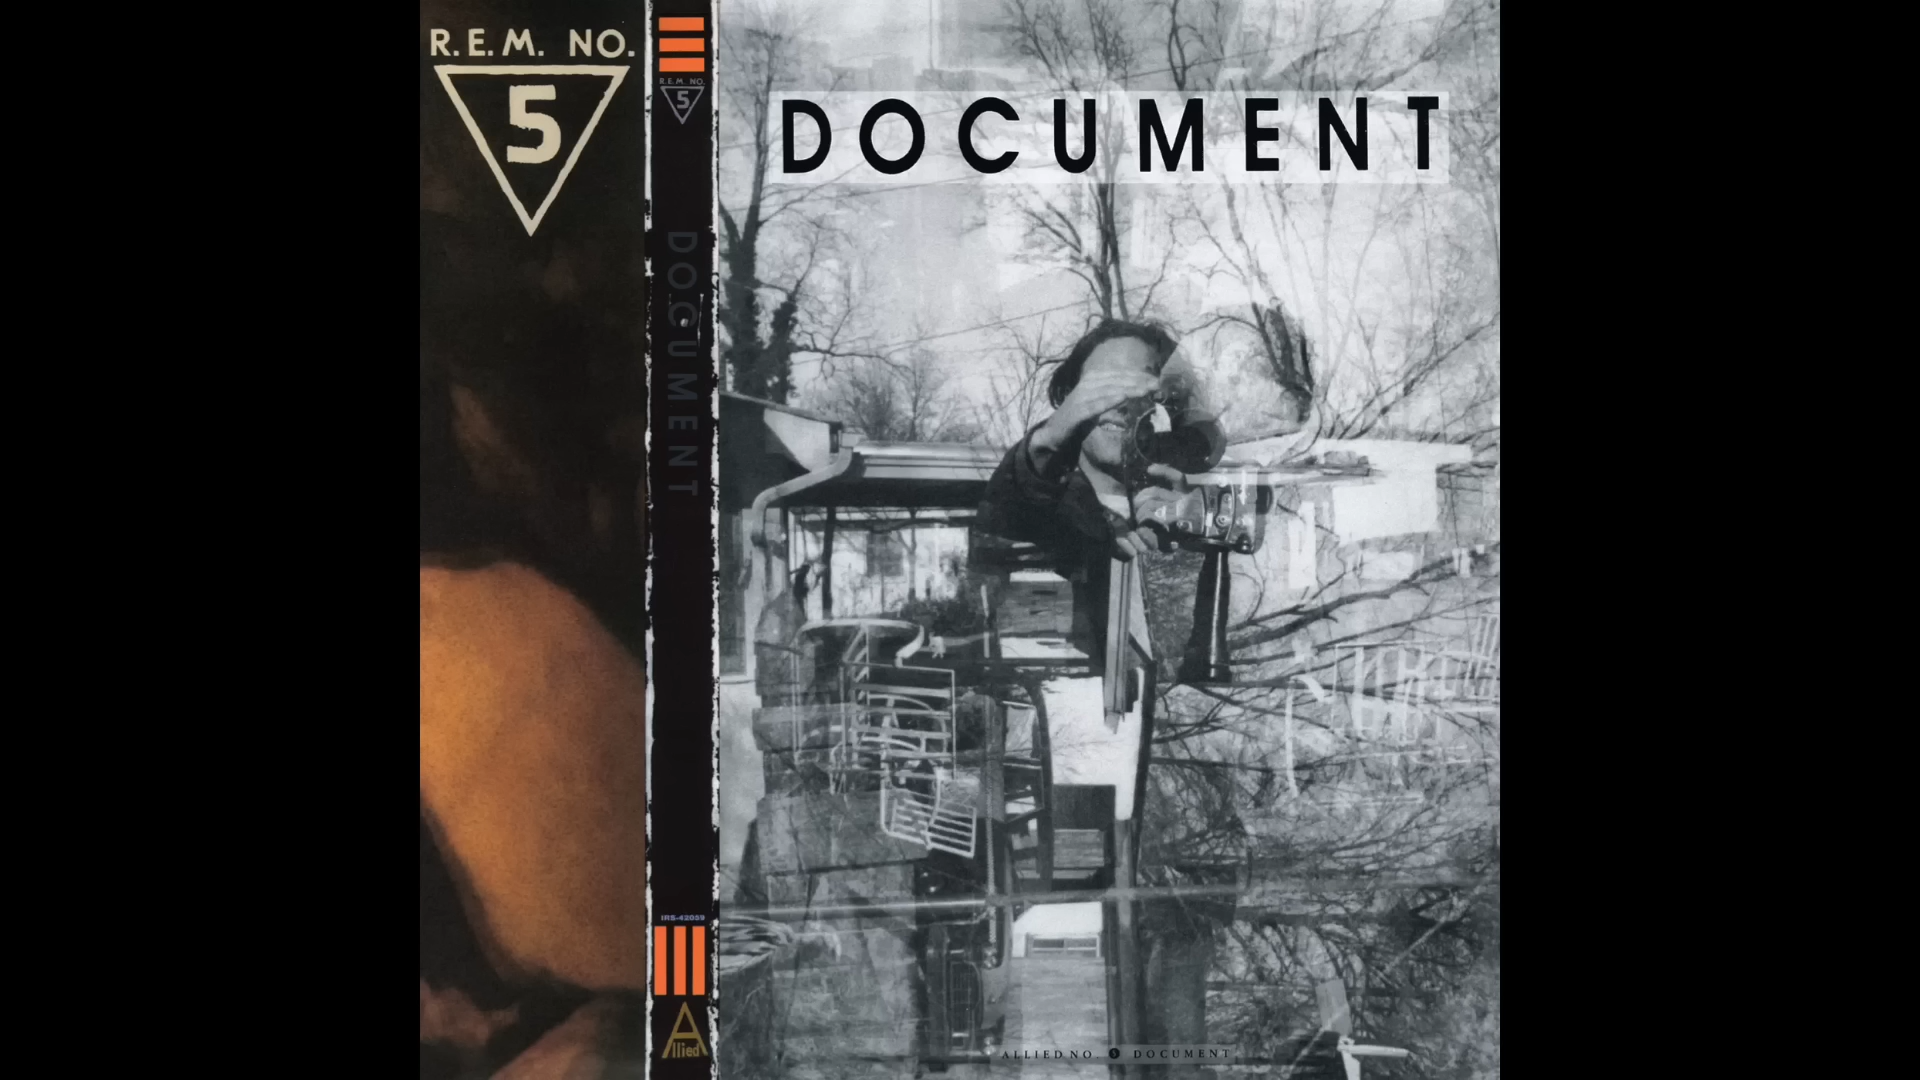 R.E.M. NO.
5
R.E.M. NO.
5
DOCUMENT
IRS-42059
Allied
DOCUMENT
ALLIED NO. 5 DOCUMENT